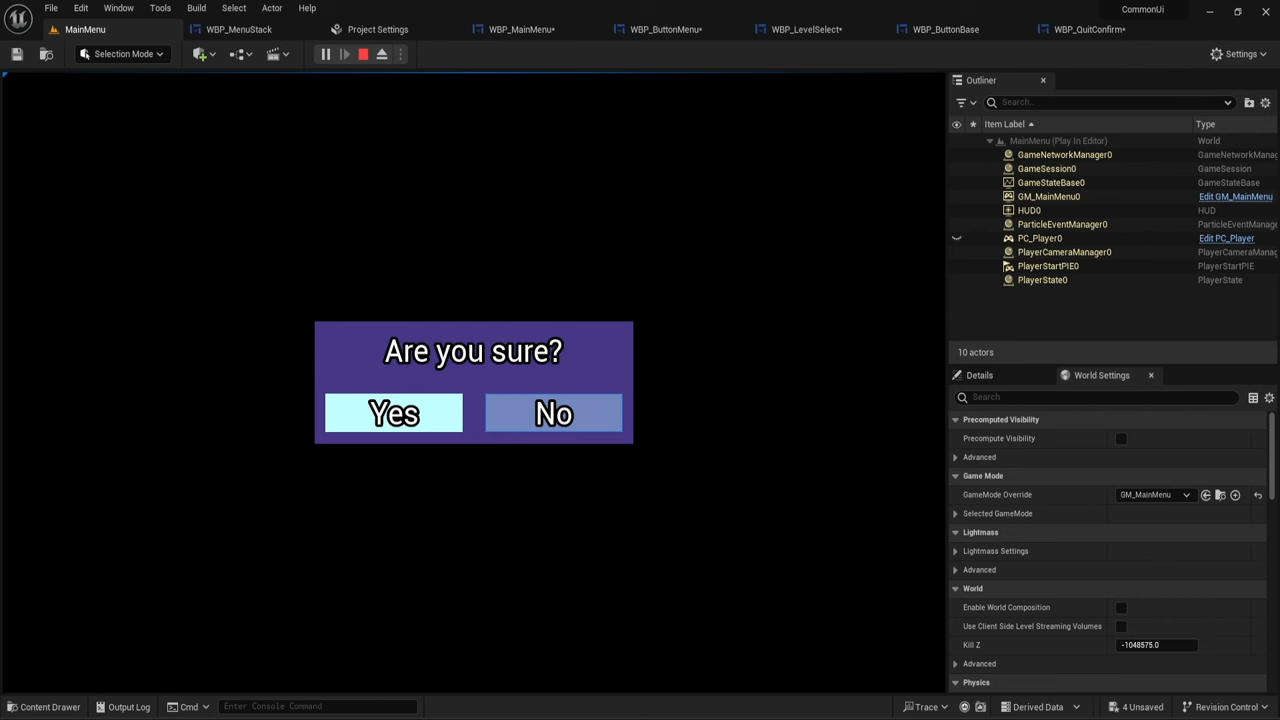 File Edit Window Tools Build Select Actor Help
CommonUi
MainMenu WBP_MenuStack Project Settings WBP_MainMenu• WBP_ButtonMenu• WBP_LevelSelect• WBP_ButtonBase WBP_QuitConfirm•
Selection Mode Settings
Outliner
Search...
Item Label Type
MainMenu (Play In Editor) World
GameNetworkManager0 GameNetworkManag
GameSession0 GameSession
GameStateBase0 GameStateBase
GM_MainMenu0 Edit GM_MainMenu
HUD0 HUD
ParticleEventManager0 ParticleEventManag
PC_Player0 Edit PC_Player
PlayerCameraManager0 PlayerCameraManag
PlayerStartPIE0 PlayerStartPIE
PlayerState0 PlayerState
10 actors
Are you sure?
Yes No
Details World Settings
Search
Precomputed Visibility
Precompute Visibility
Advanced
Game Mode
GameMode Override GM_MainMenu
Selected GameMode
Lightmass
Lightmass Settings
Advanced
World
Enable World Composition
Use Client Side Level Streaming Volumes
Kill Z -1048575.0
Advanced
Physics
Content Drawer Output Log Cmd Enter Console Command Trace Derived Data 4 Unsaved Revision Control